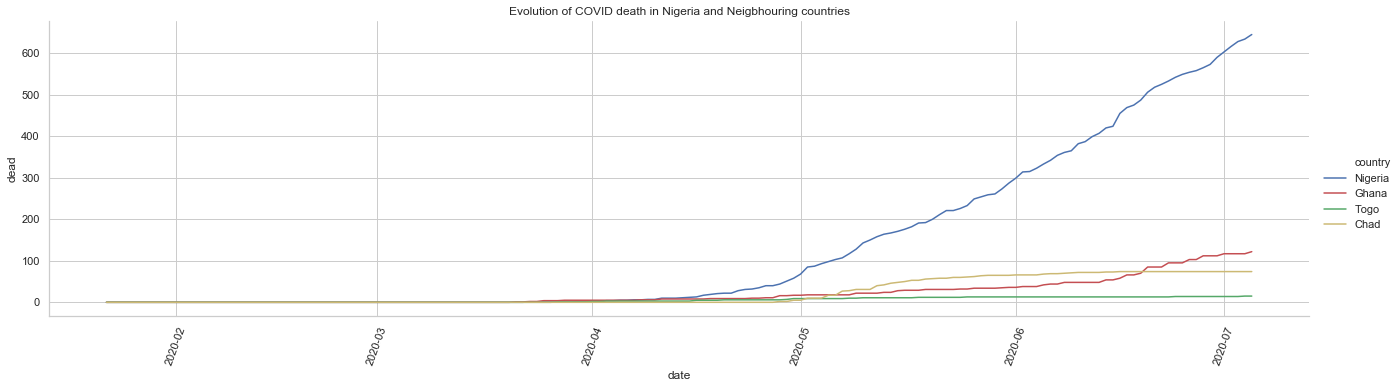 Evolution of COVID death in Nigeria and Neigbhouring countries
600
500
400
300
200
100
0
dead
2020-02
2020-03
2020-04
2020-05
2020-06
2020-07
date
country
Nigeria
Ghana
Togo
Chad